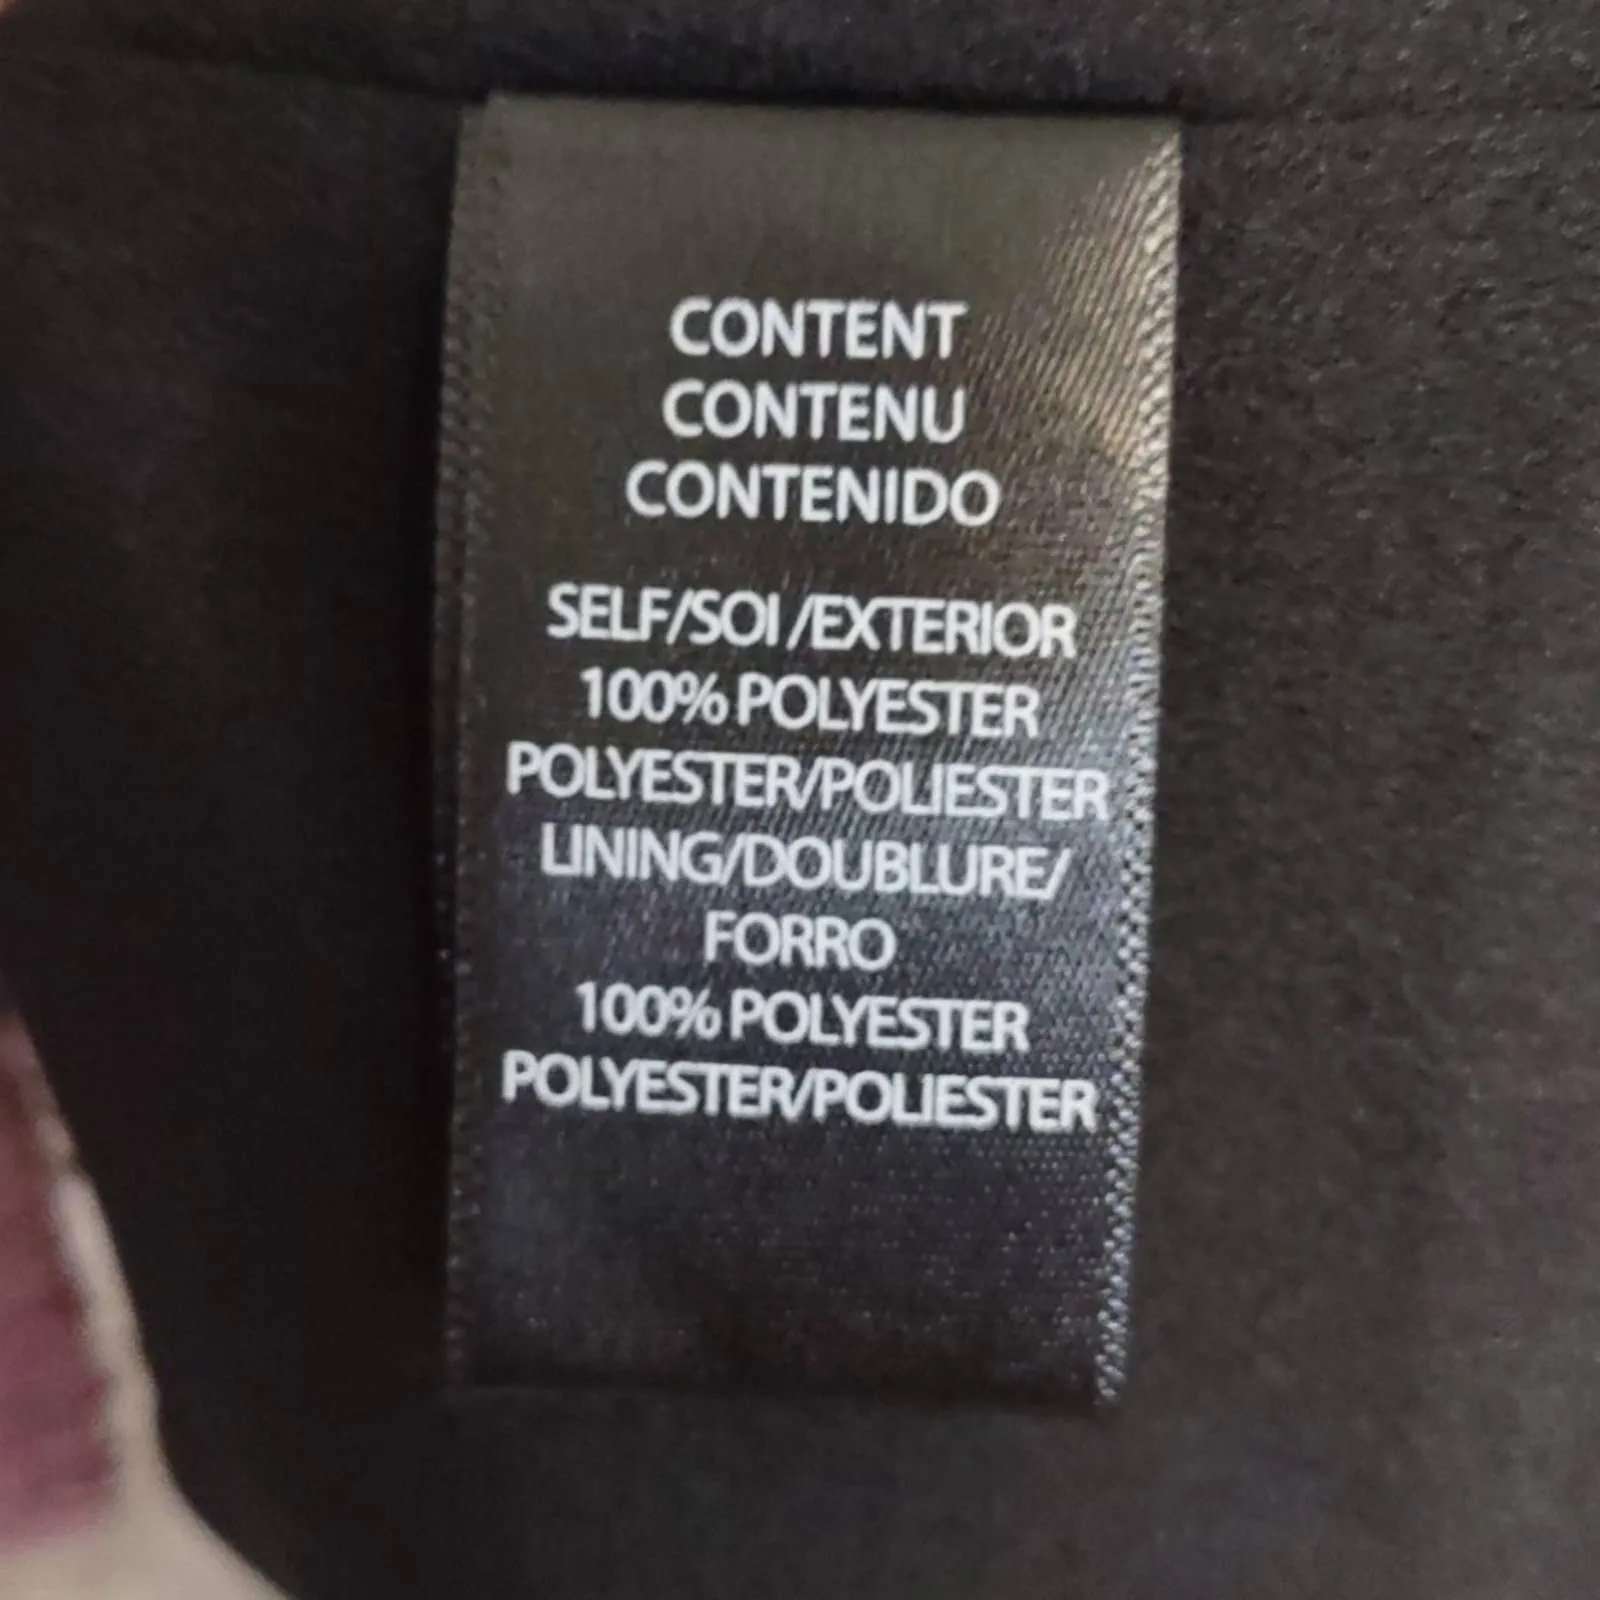 CONTENT
CONTENU
CONTENIDO
SELF/SOI /EXTERIOR
100% POLYESTER
POLYESTER/POLIESTER
LINING/DOUBLURE/
FORRO
100% POLYESTER
POLYESTER/POLIESTER